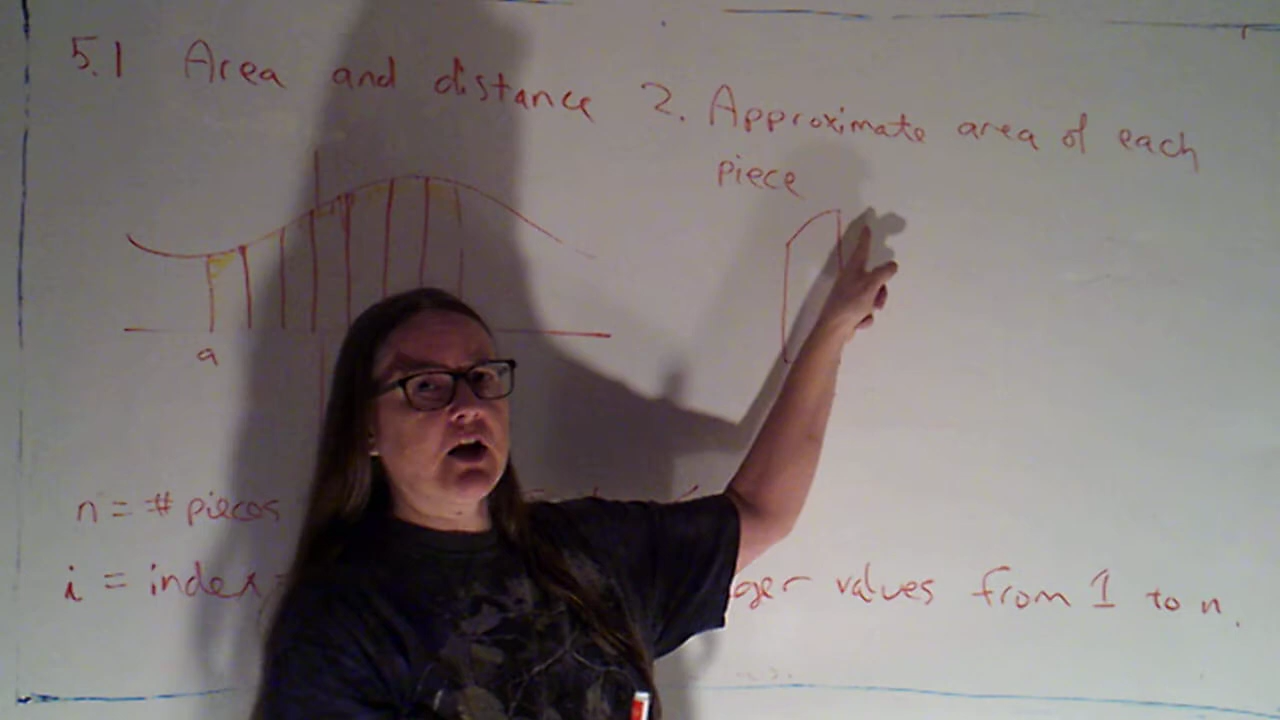 5.1 Area and distance
2. Approximate area of each
piece
a
n = # pieces
i = index = values from 1 to n.